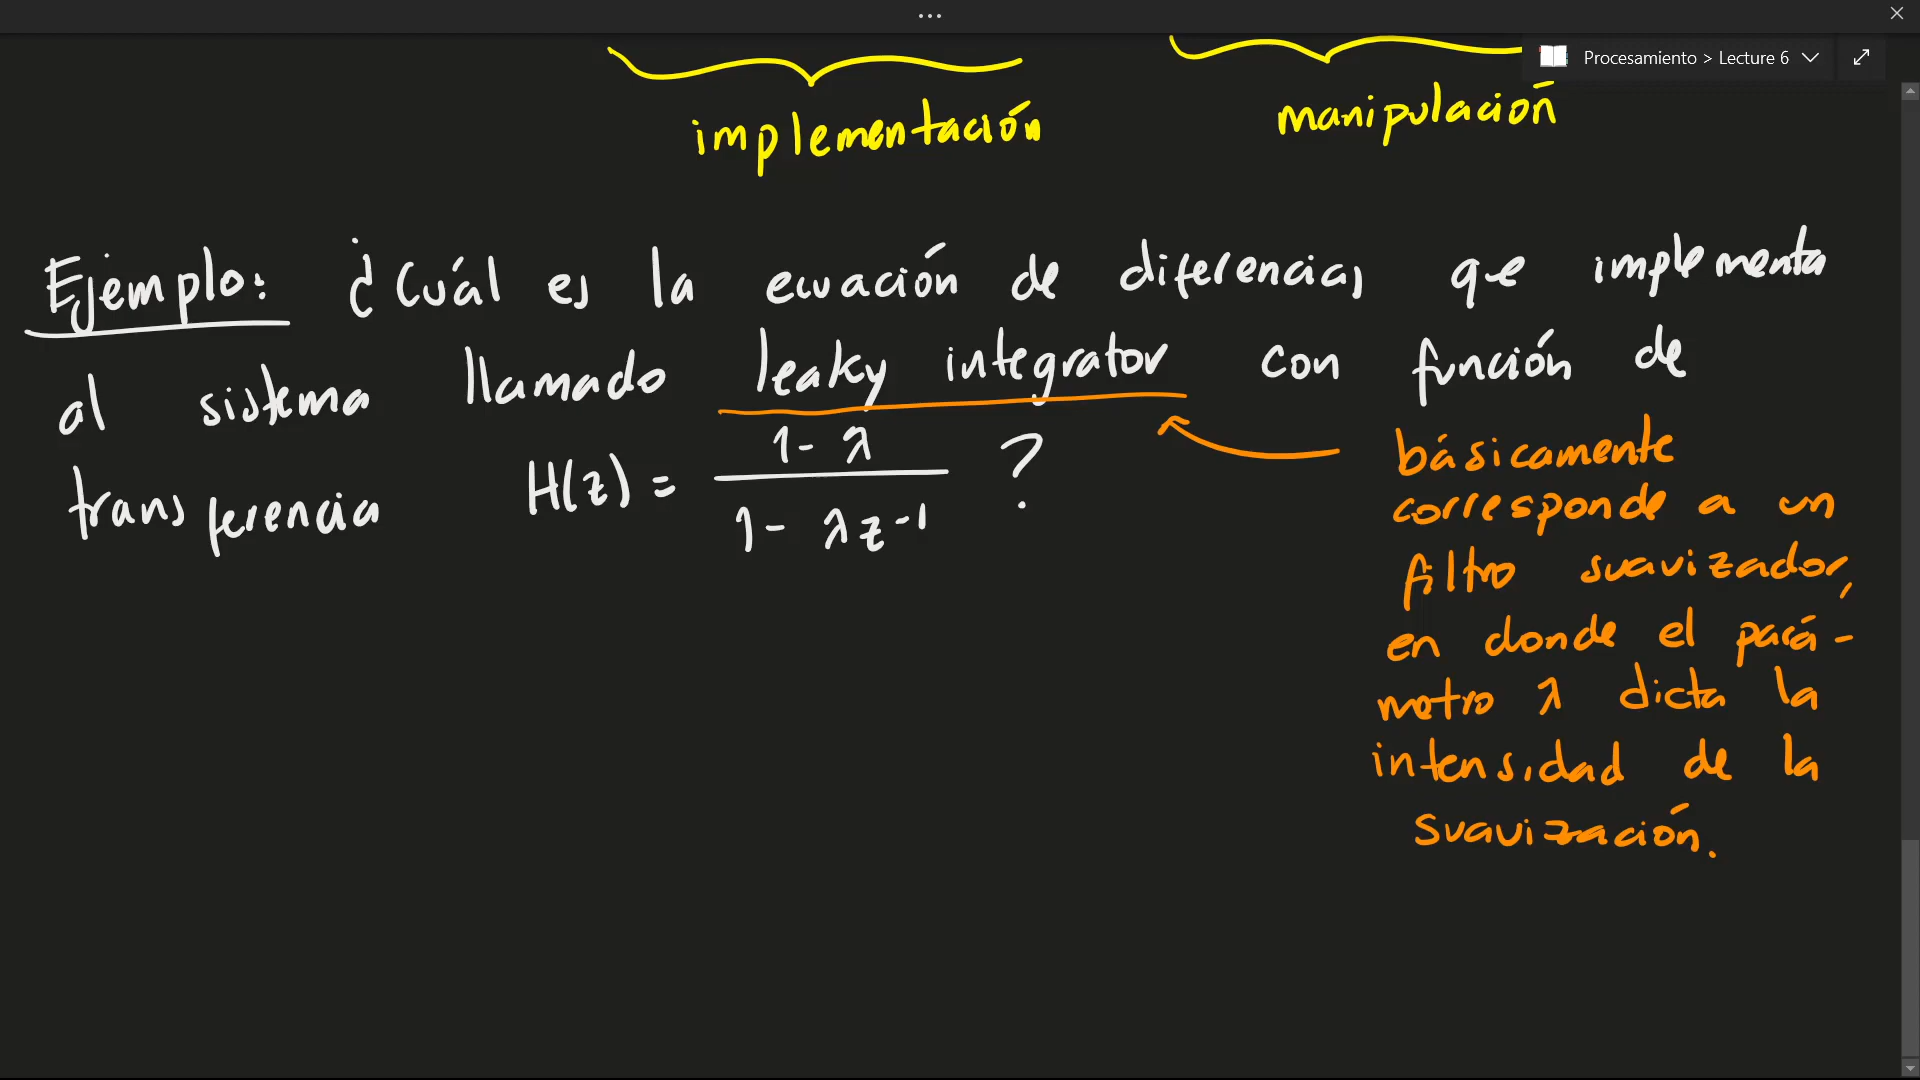 Procesamiento > Lecture 6
implementación manipulación
Ejemplo: ¿Cuál es la ecuación de diferencias que implementa
al sistema llamado leaky integrator con función de
transferencia H(z) = \frac{1 - λ}{1 - λz^{-1}} ?
básicamente
corresponde a un
filtro suavizador,
en donde el pará-
metro λ dicta la
intensidad de la
suavización.